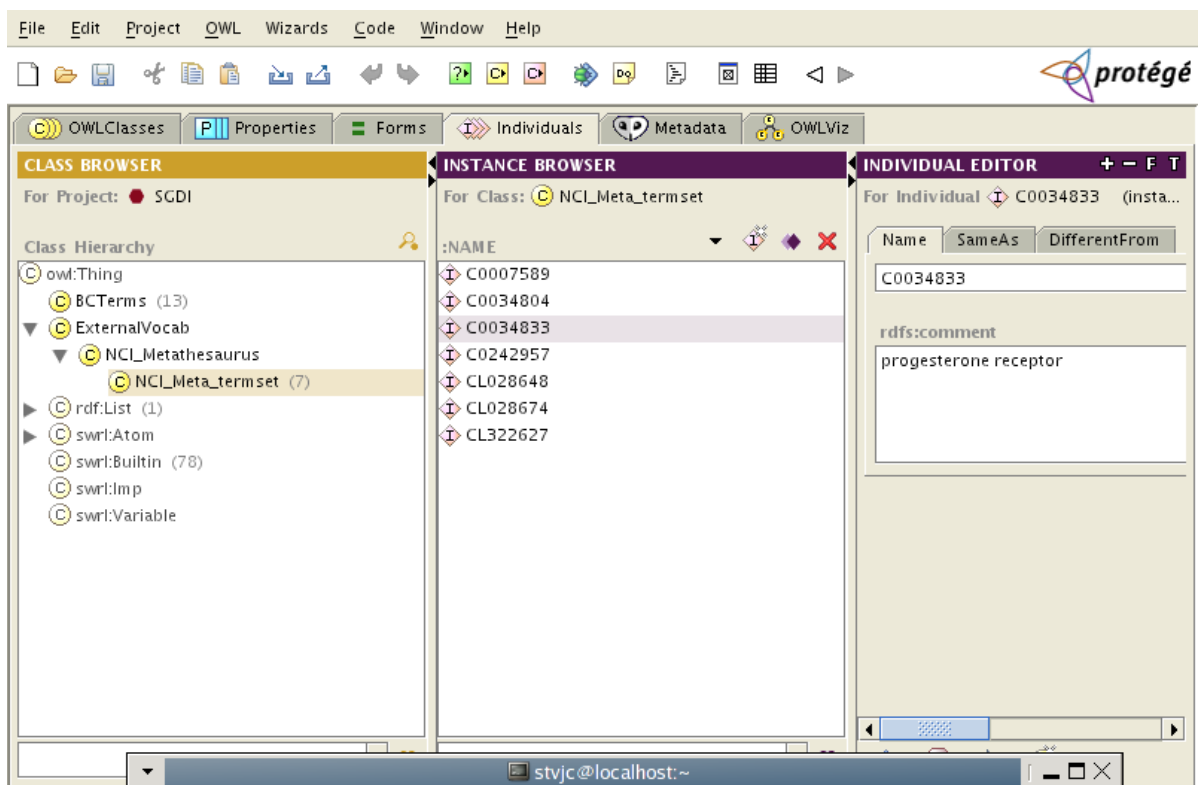 File Edit Project OWL Wizards Code Window Help
protégé
OWLClasses Properties Forms Individuals Metadata OWLViz
CLASS BROWSER
For Project: SGDI
Class Hierarchy
owl:Thing
BCTerms (13)
ExternalVocab
NCI_Metathesaurus
NCI_Meta_termset (7)
rdf:List (1)
swrl:Atom
swrl:Builtin (78)
swrl:Imp
swrl:Variable
INSTANCE BROWSER
For Class: NCI_Meta_termset
:NAME
C0007589
C0034804
C0034833
C0242957
CL028648
CL028674
CL322627
INDIVIDUAL EDITOR + − F T
For Individual C0034833 (insta...
Name SameAs DifferentFrom
C0034833
rdfs:comment
progesterone receptor
stvjc@localhost:~